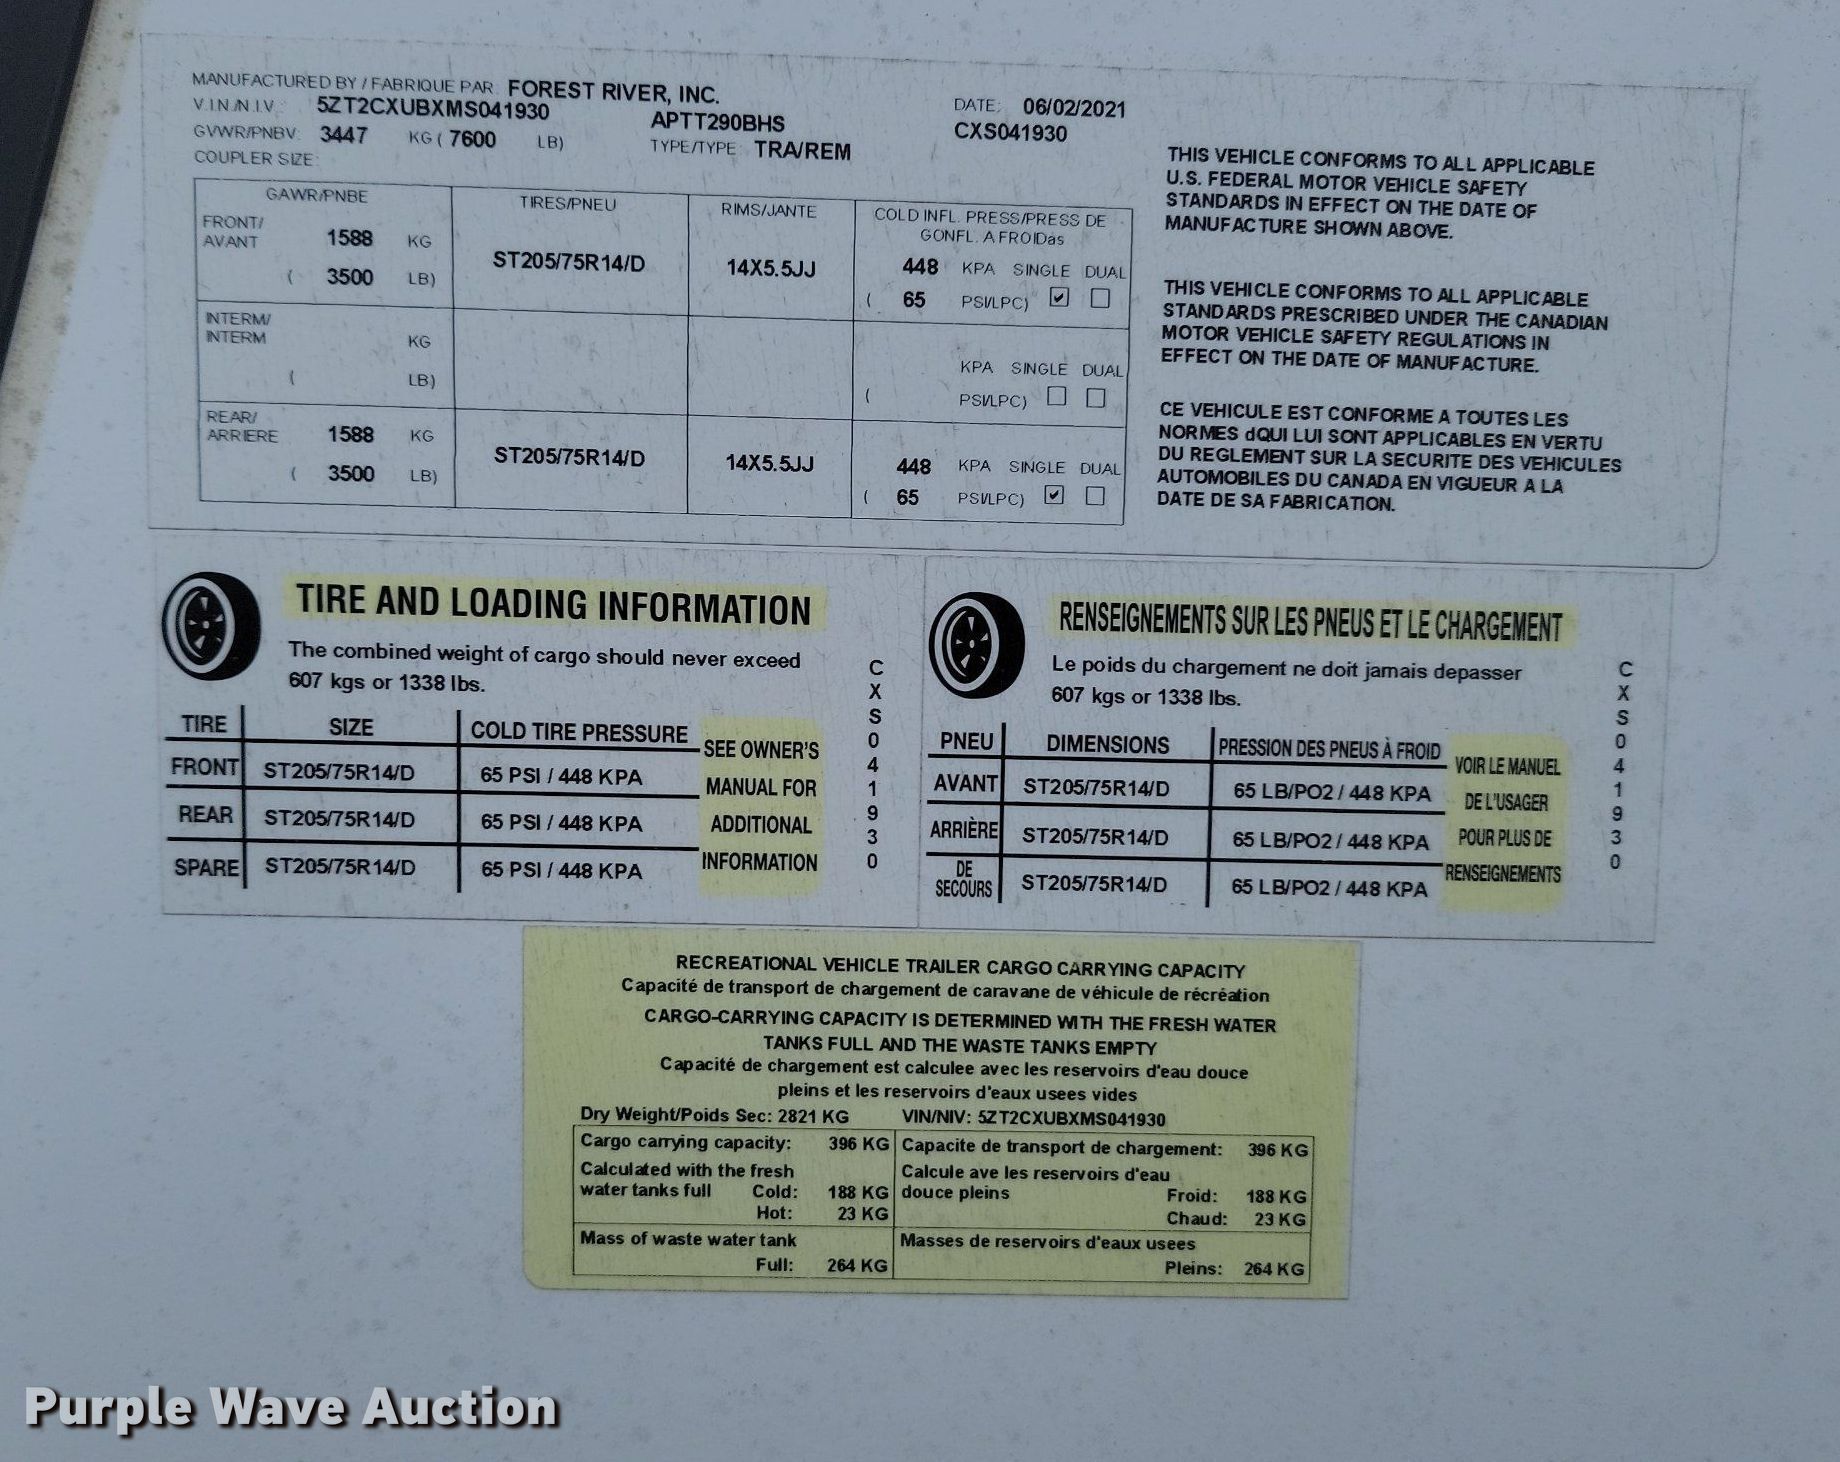 MANUFACTURED BY / FABRIQUE PAR FOREST RIVER, INC.
V.I.N./N.I.V.: 5ZT2CXUBXMS041930 APTT290BHS DATE: 06/02/2021
GVWR/PNBV: 3447 KG ( 7600 LB) TYPE/TYPE: TRA/REM CXS041930
COUPLER SIZE:
GAWR/PNBE TIRES/PNEU RIMS/JANTE COLD INFL. PRESS/PRESS DE
GONFL. A FROIDas
FRONT/
AVANT 1588 KG ST205/75R14/D 14X5.5JJ 448 KPA SINGLE DUAL
( 3500 LB) ( 65 PSI/LPC)
INTERM/
INTERM KG KPA SINGLE DUAL
( LB) ( PSI/LPC)
REAR/
ARRIERE 1588 KG ST205/75R14/D 14X5.5JJ 448 KPA SINGLE DUAL
( 3500 LB) ( 65 PSI/LPC)
THIS VEHICLE CONFORMS TO ALL APPLICABLE
U.S. FEDERAL MOTOR VEHICLE SAFETY
STANDARDS IN EFFECT ON THE DATE OF
MANUFACTURE SHOWN ABOVE.
THIS VEHICLE CONFORMS TO ALL APPLICABLE
STANDARDS PRESCRIBED UNDER THE CANADIAN
MOTOR VEHICLE SAFETY REGULATIONS IN
EFFECT ON THE DATE OF MANUFACTURE.
CE VEHICULE EST CONFORME A TOUTES LES
NORMES dQUI LUI SONT APPLICABLES EN VERTU
DU REGLEMENT SUR LA SECURITE DES VEHICULES
AUTOMOBILES DU CANADA EN VIGUEUR A LA
DATE DE SA FABRICATION.
TIRE AND LOADING INFORMATION
The combined weight of cargo should never exceed
607 kgs or 1338 lbs.
TIRE SIZE COLD TIRE PRESSURE
FRONT ST205/75R14/D 65 PSI / 448 KPA
REAR ST205/75R14/D 65 PSI / 448 KPA
SPARE ST205/75R14/D 65 PSI / 448 KPA
SEE OWNER'S
MANUAL FOR
ADDITIONAL
INFORMATION
CXS041930
RENSEIGNEMENTS SUR LES PNEUS ET LE CHARGEMENT
Le poids du chargement ne doit jamais depasser
607 kgs or 1338 lbs.
PNEU DIMENSIONS PRESSION DES PNEUS À FROID
AVANT ST205/75R14/D 65 LB/PO2 / 448 KPA
ARRIÈRE ST205/75R14/D 65 LB/PO2 / 448 KPA
DE
SECOURS ST205/75R14/D 65 LB/PO2 / 448 KPA
VOIR LE MANUEL
DE L'USAGER
POUR PLUS DE
RENSEIGNEMENTS
CXS041930
RECREATIONAL VEHICLE TRAILER CARGO CARRYING CAPACITY
Capacité de transport de chargement de caravane de véhicule de récréation
CARGO-CARRYING CAPACITY IS DETERMINED WITH THE FRESH WATER
TANKS FULL AND THE WASTE TANKS EMPTY
Capacité de chargement est calculee avec les reservoirs d'eau douce
pleins et les reservoirs d'eaux usees vides
Dry Weight/Poids Sec: 2821 KG VIN/NIV: 5ZT2CXUBXMS041930
Cargo carrying capacity: 396 KG Capacite de transport de chargement: 396 KG
Calculated with the fresh Calcule ave les reservoirs d'eau
water tanks full Cold: 188 KG douce pleins Froid: 188 KG
Hot: 23 KG Chaud: 23 KG
Mass of waste water tank Masses de reservoirs d'eaux usees
Full: 264 KG Pleins: 264 KG
Purple Wave Auction